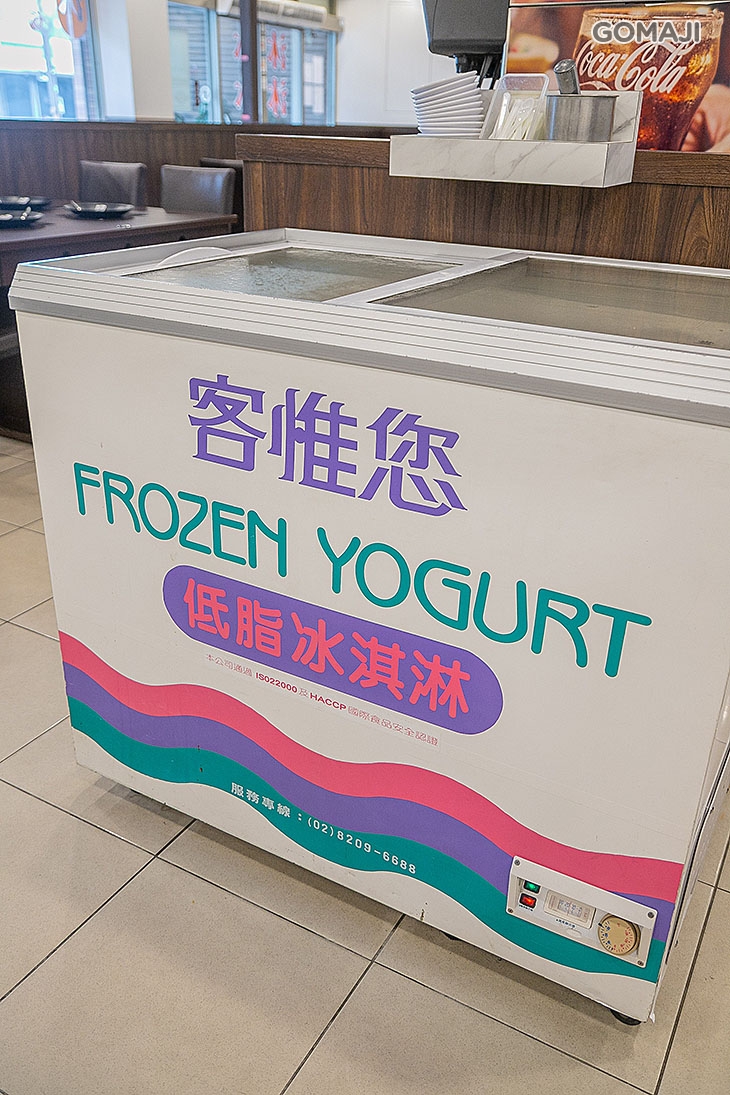 GOMAJI
Coca-Cola
客惟您
FROZEN YOGURT
低脂冰淇淋
本公司通過 ISO22000 及 HACCP 國際食品安全認證
服務專線：(02)8209-6688